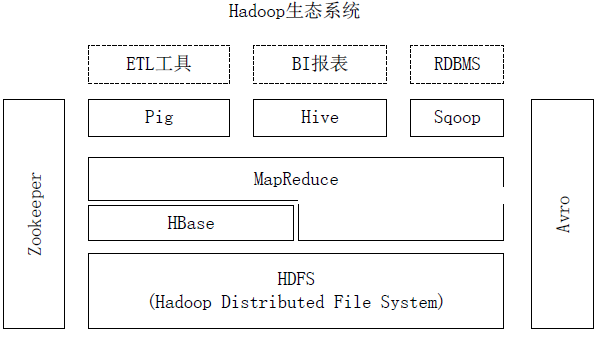 Hadoop生态系统
ETL工具
BI报表
RDBMS
Pig
Hive
Sqoop
Zookeeper
MapReduce
HBase
Avro
HDFS
(Hadoop Distributed File System)